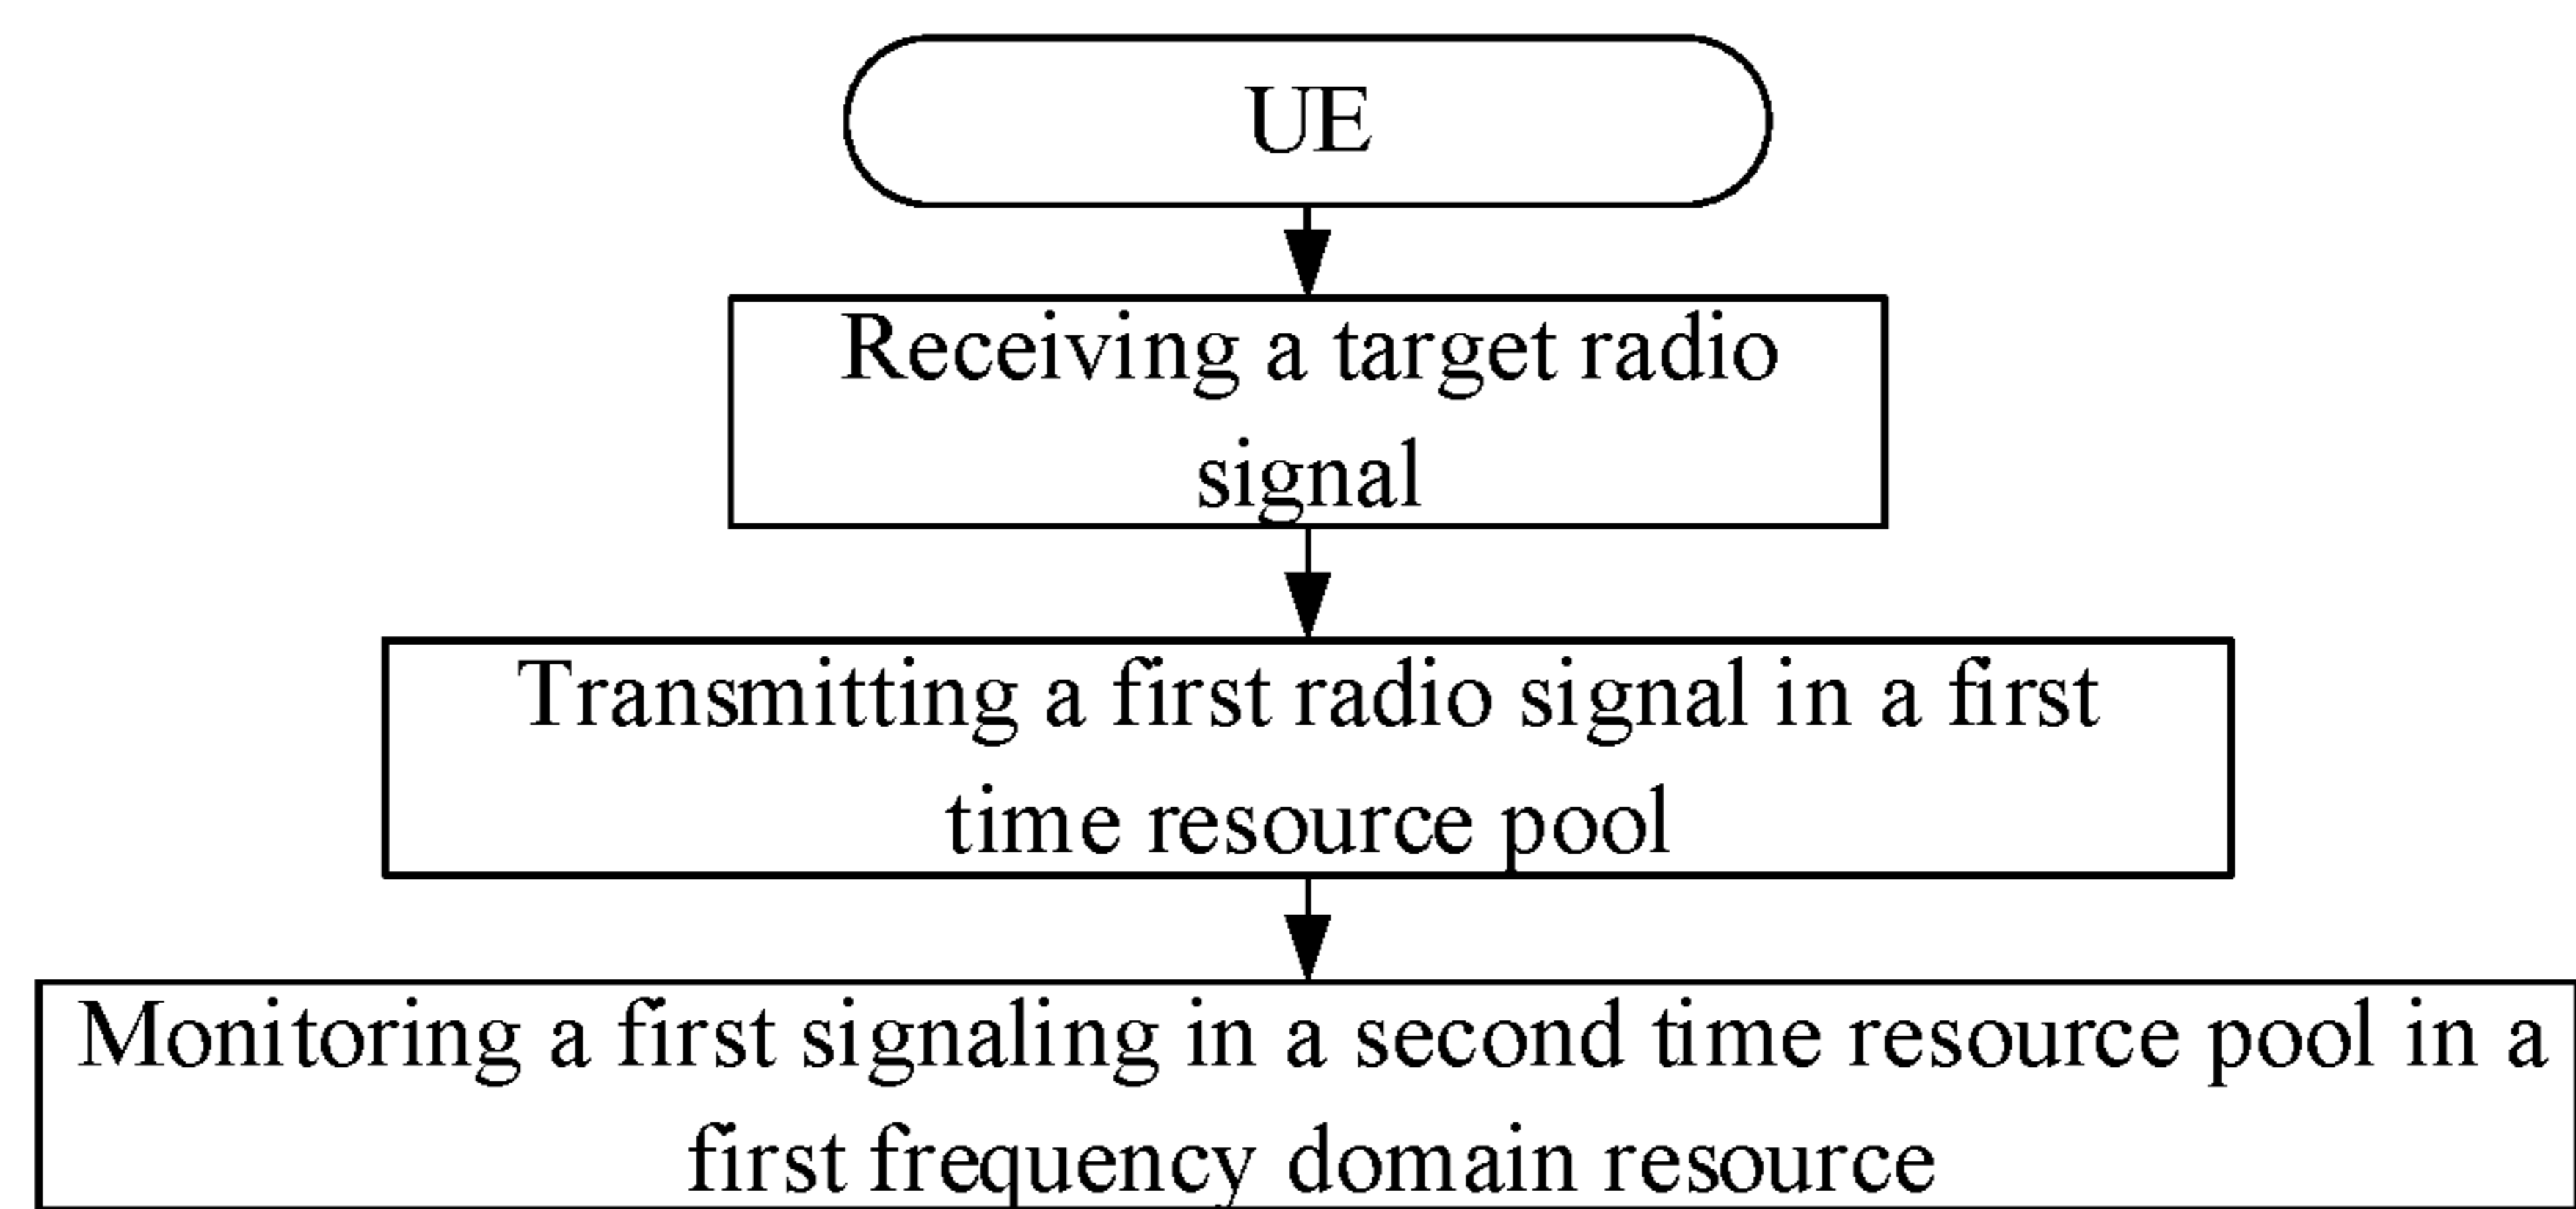 UE
Receiving a target radio
signal
Transmitting a first radio signal in a first
time resource pool
Monitoring a first signaling in a second time resource pool in a
first frequency domain resource